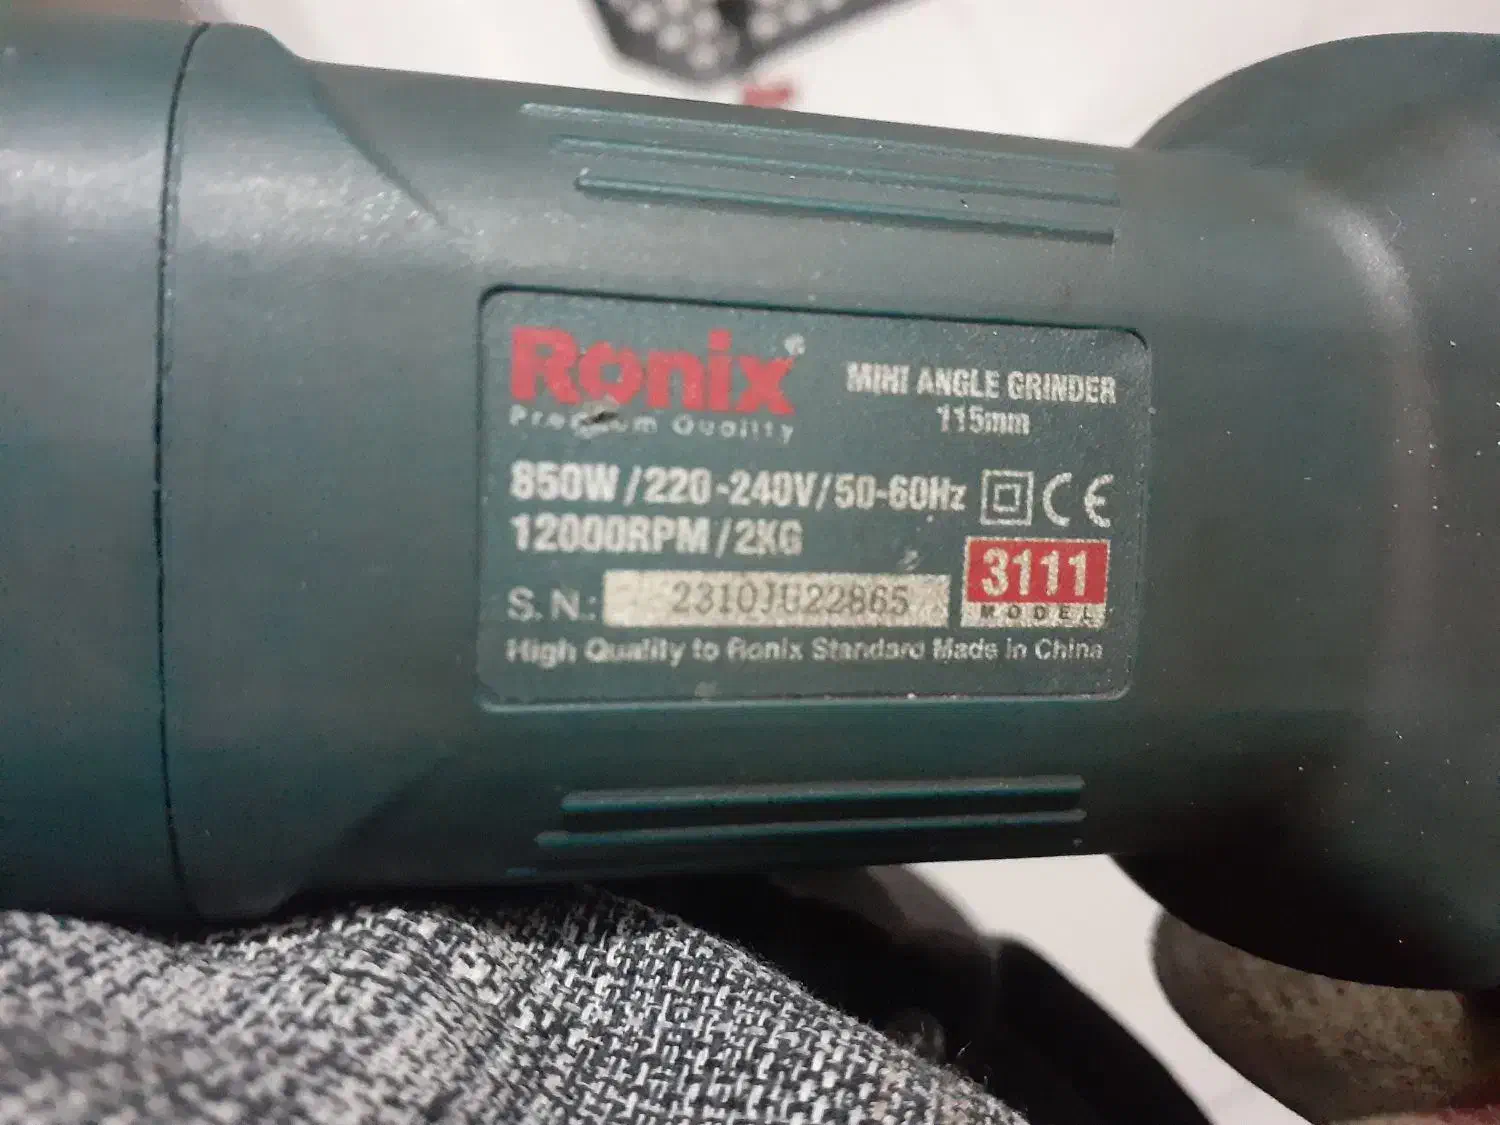 Ronix®
Premium Quality
MINI ANGLE GRINDER
115mm
850W/220-240V/50-60Hz
CE
12000RPM/2KG
3111
MODEL
S.N.: 2310JU22865
High Quality to Ronix Standard Made in China